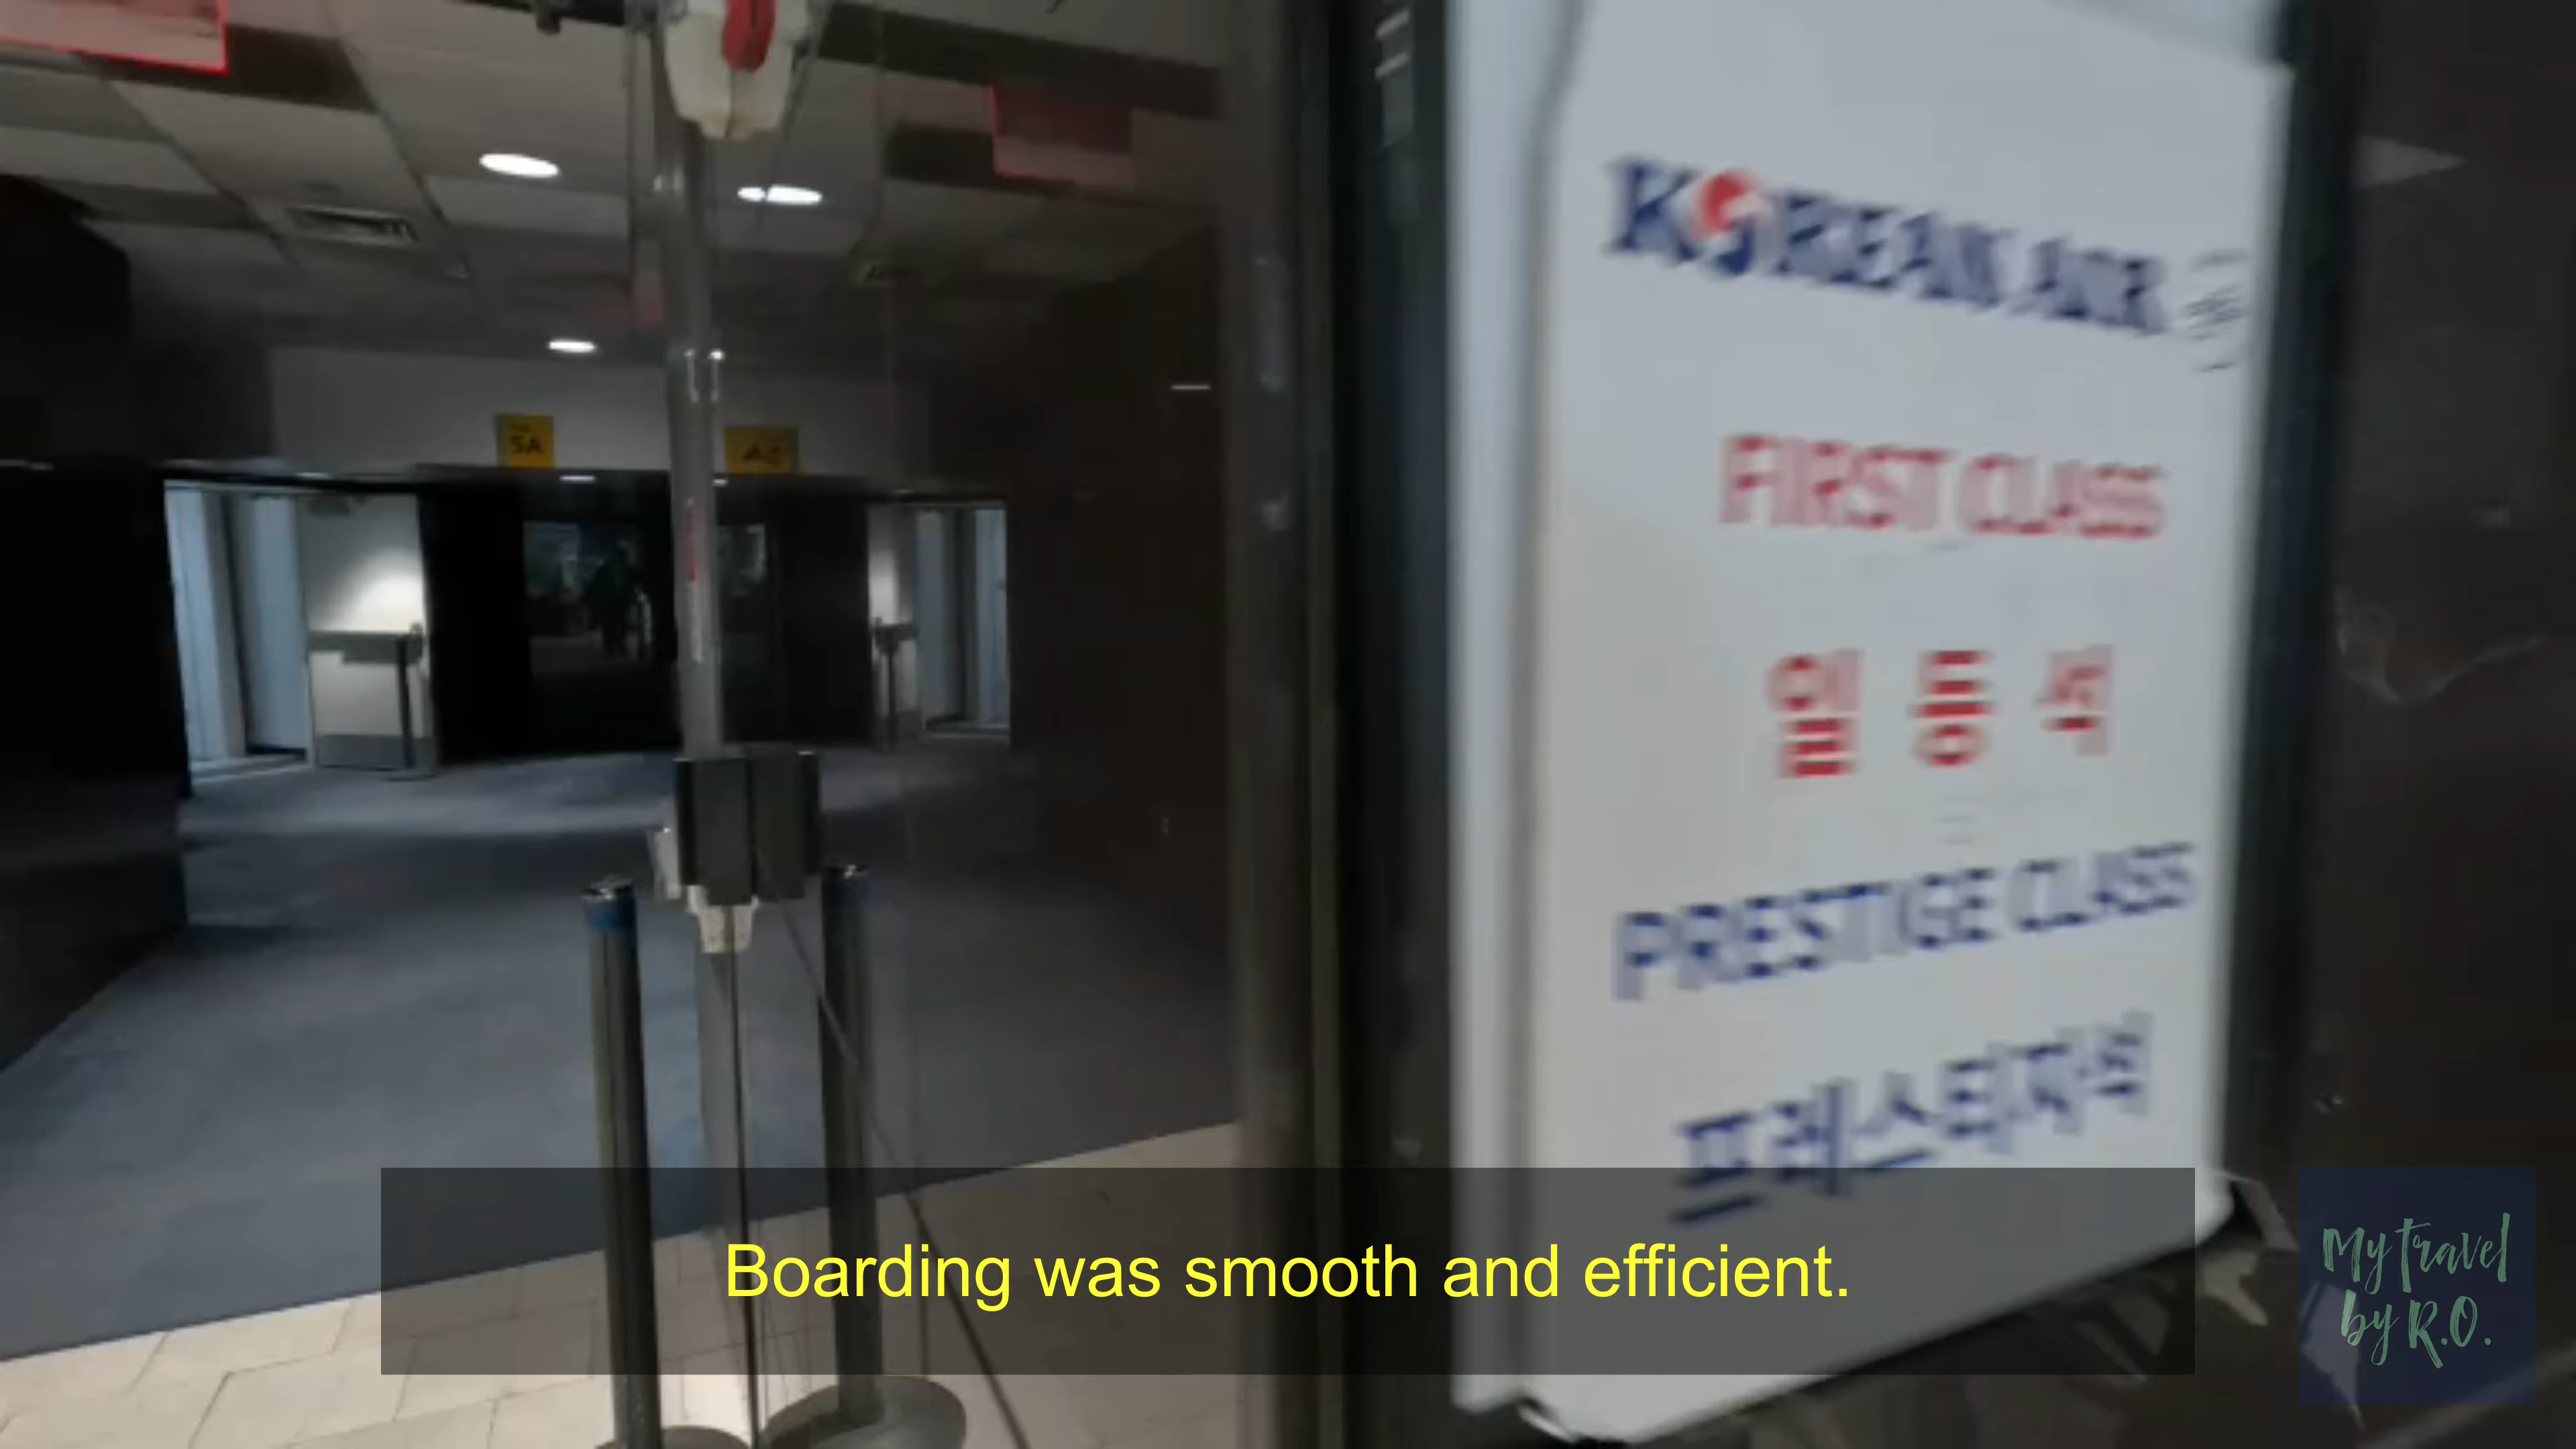 KOREAN AIR
FIRST CLASS
일등석
PRESTIGE CLASS
프레스티지석
5A
Boarding was smooth and efficient.
My Travel
by R.O.